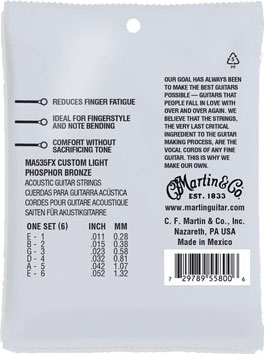 OUR GOAL HAS ALWAYS BEEN
TO MAKE THE BEST GUITARS
POSSIBLE — GUITARS THAT
PEOPLE FALL IN LOVE WITH
OVER AND OVER AGAIN. WE
BELIEVE THAT THE STRINGS,
THE VERY LAST CRITICAL
INGREDIENT TO THE GUITAR
MAKING PROCESS, ARE THE
VOCAL CORDS OF ANY FINE
GUITAR. THIS IS WHY WE
MAKE OUR OWN.
REDUCES FINGER FATIGUE
IDEAL FOR FINGERSTYLE
AND NOTE BENDING
COMFORT WITHOUT
SACRIFICING TONE
MA535FX CUSTOM LIGHT
PHOSPHOR BRONZE
ACOUSTIC GUITAR STRINGS
CUERDAS PARA GUITARRA ACÚSTICA
CORDES POUR GUITARE ACOUSTIQUE
SAITEN FÜR AKUSTIKGITARRE
ONE SET (6) INCH MM
E - 1 .011 0.28
B - 2 .015 0.38
G - 3 .023 0.58
D - 4 .032 0.81
A - 5 .042 1.07
E - 6 .052 1.32
Martin & Co.
EST. 1833
www.martinguitar.com
C. F. Martin & Co., Inc.
Nazareth, PA USA
Made in Mexico
7 29789 55800 6